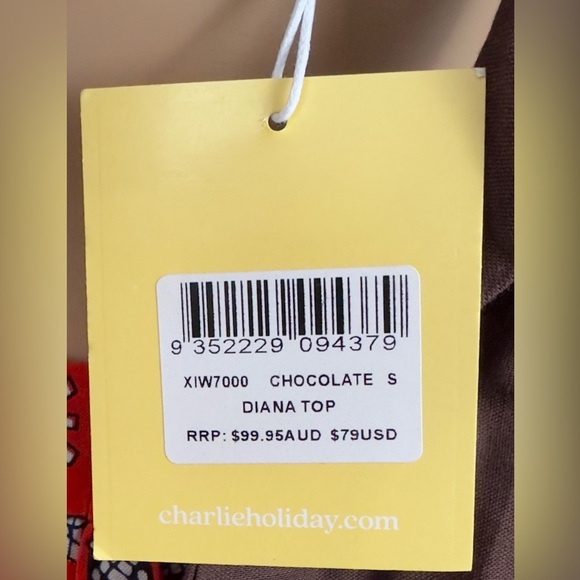 9 352229 094379
XIW7000 CHOCOLATE S
DIANA TOP
RRP: $99.95AUD $79USD
charlieholiday.com